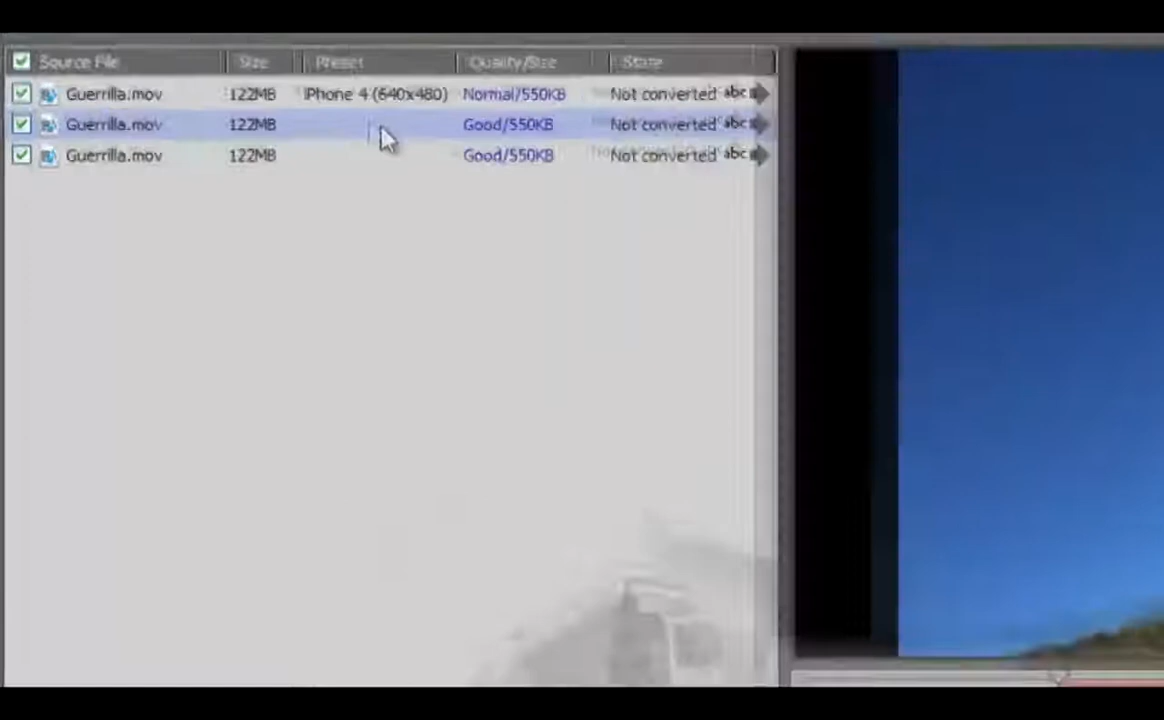 Source File Size Preset Quality/Size State
Guerrilla.mov 122MB iPhone 4 (640x480) Normal/550KB Not converted abc
Guerrilla.mov 122MB Good/550KB Not converted abc
Guerrilla.mov 122MB Good/550KB Not converted abc